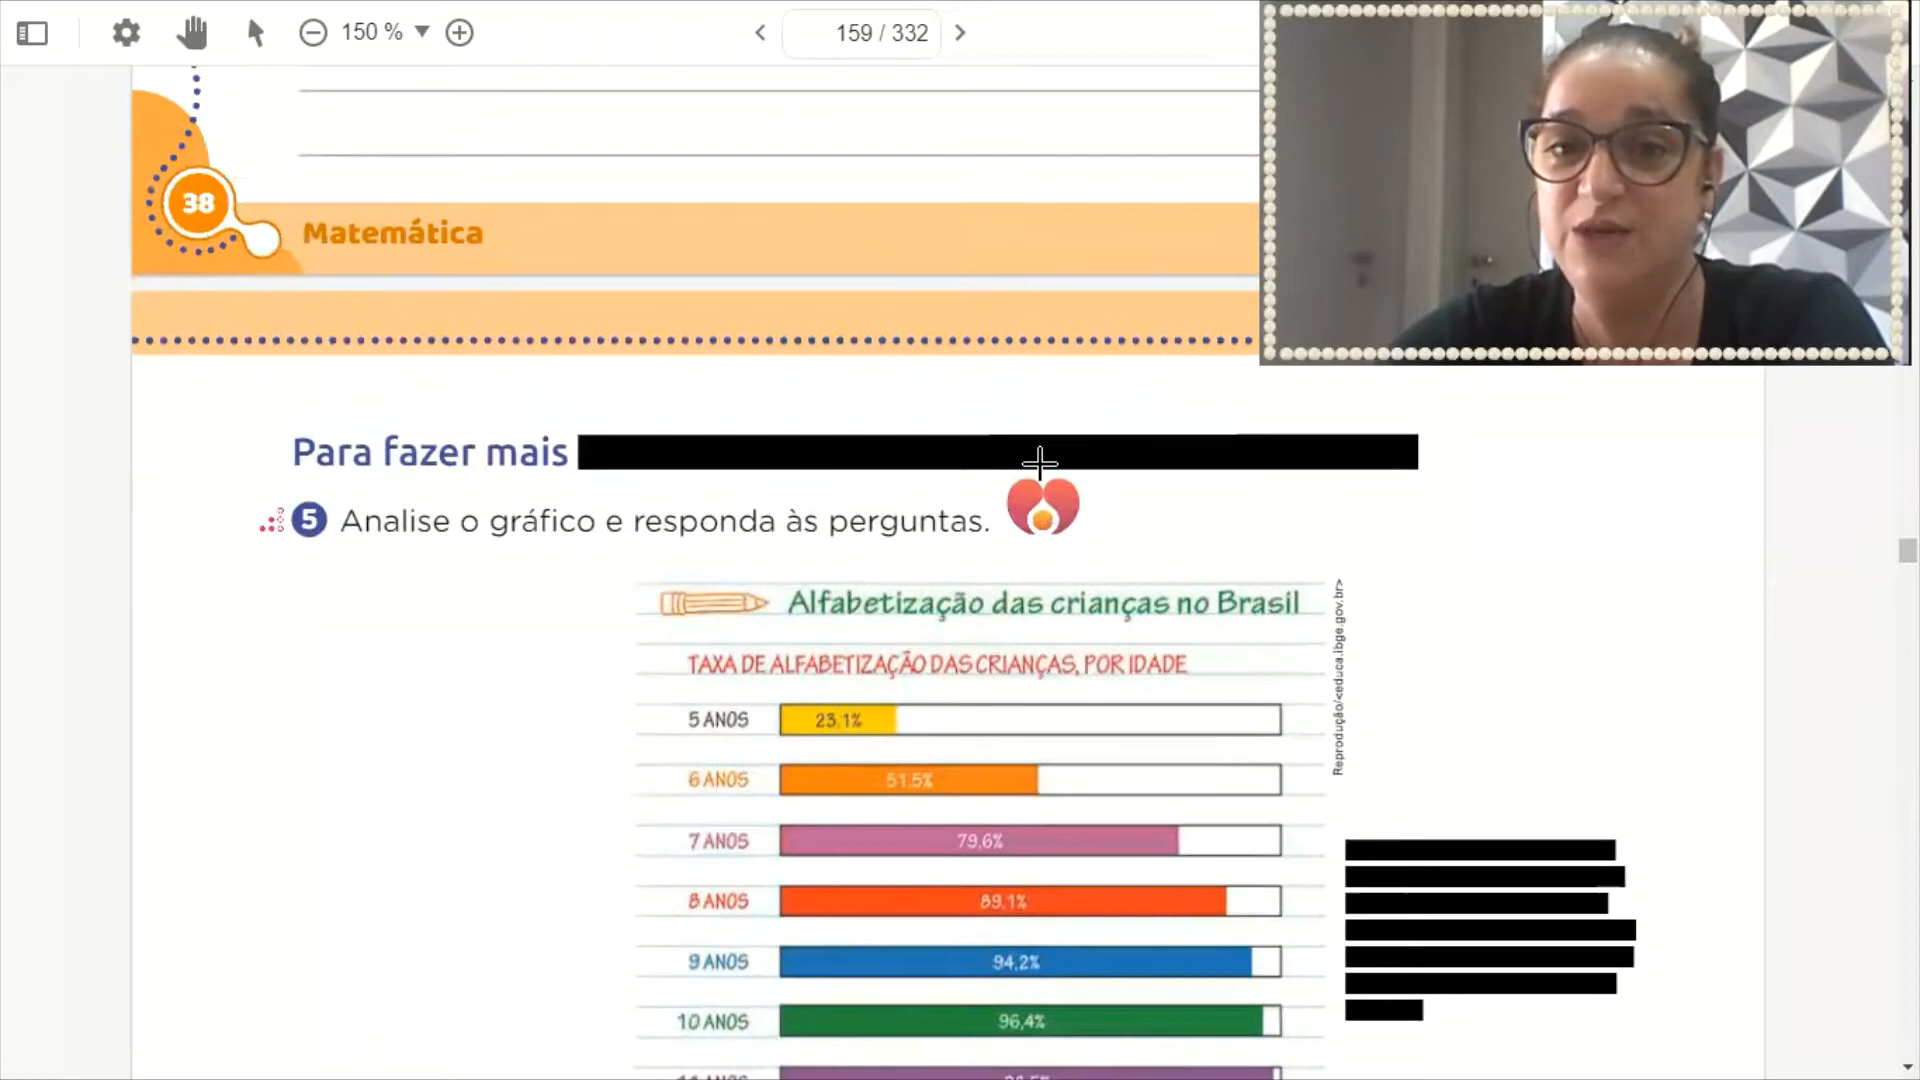 150 %
159 / 332
38
Matemática
Para fazer mais
5 Analise o gráfico e responda às perguntas.
Alfabetização das crianças no Brasil
TAXA DE ALFABETIZAÇÃO DAS CRIANÇAS, POR IDADE
5 ANOS 23,1%
6 ANOS 51,5%
7 ANOS 79,6%
8 ANOS 89,1%
9 ANOS 94,2%
10 ANOS 96,4%
Reprodução/<educa.ibge.gov.br>